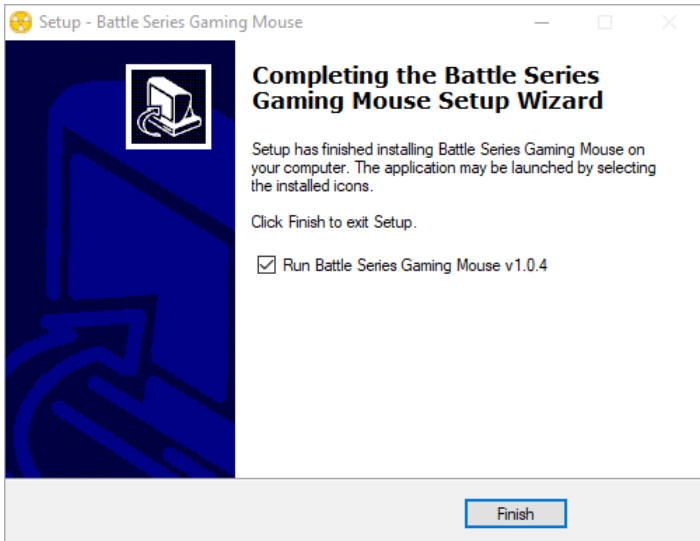 Setup - Battle Series Gaming Mouse
Completing the Battle Series
Gaming Mouse Setup Wizard
Setup has finished installing Battle Series Gaming Mouse on
your computer. The application may be launched by selecting
the installed icons.
Click Finish to exit Setup.
Run Battle Series Gaming Mouse v1.0.4
Finish